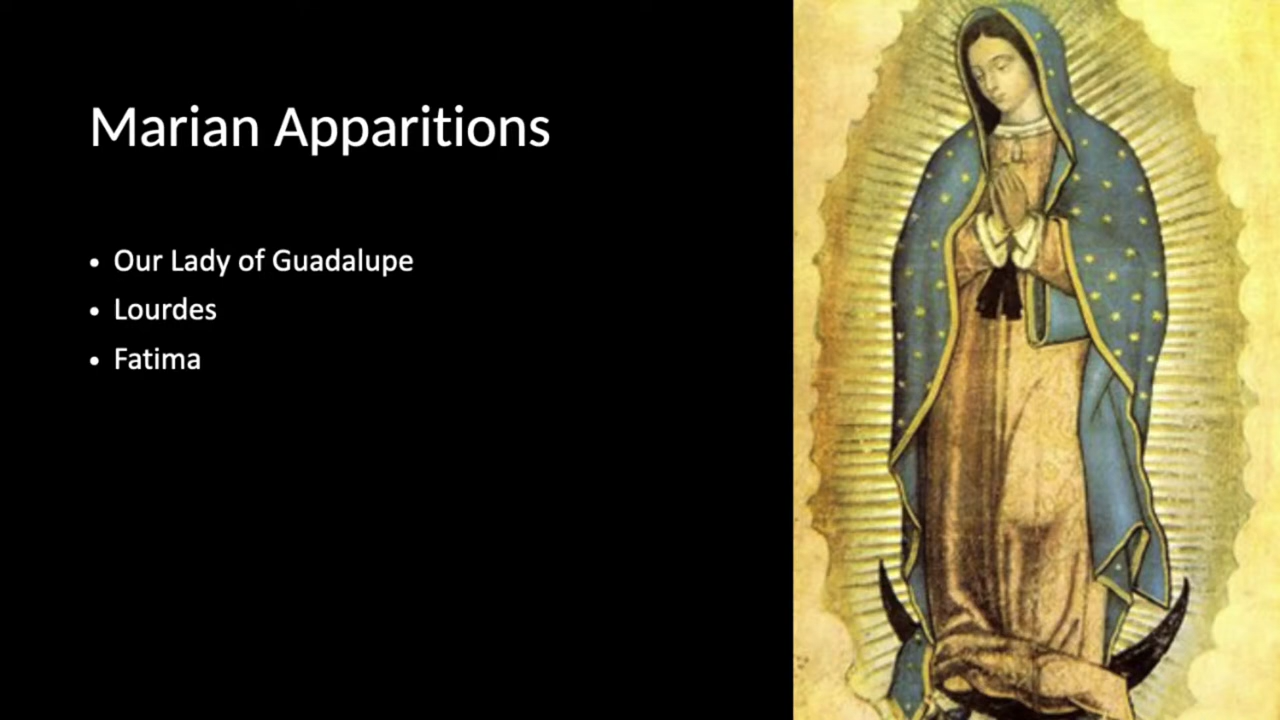 Marian Apparitions
• Our Lady of Guadalupe
• Lourdes
• Fatima